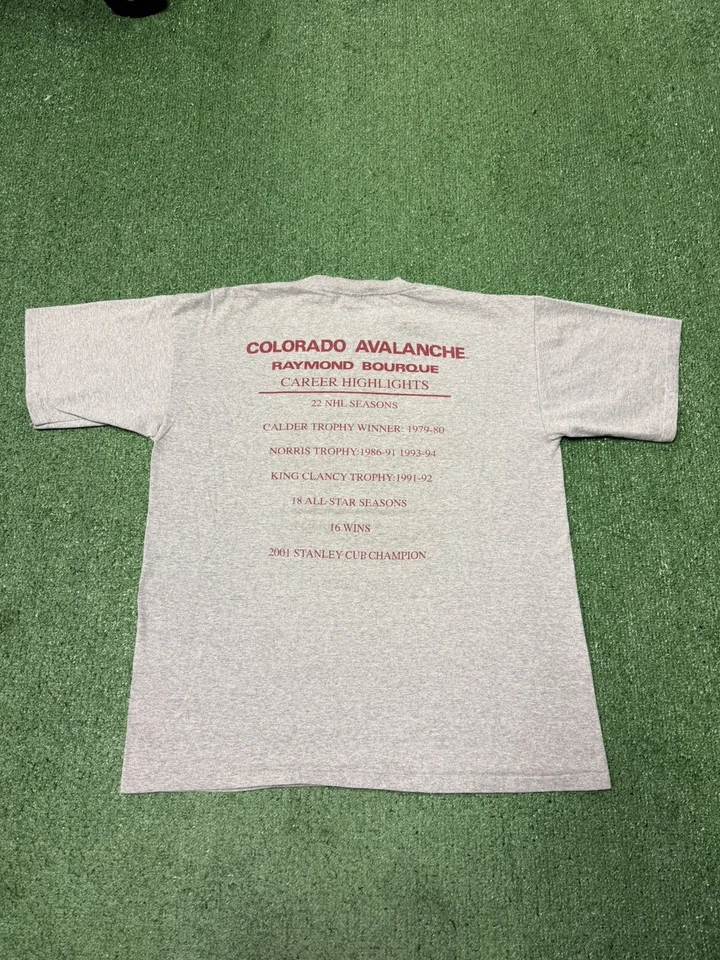 COLORADO AVALANCHE™
RAYMOND BOURQUE
CAREER HIGHLIGHTS
22 NHL SEASONS
CALDER TROPHY WINNER: 1979-80
NORRIS TROPHY:1986-91 1993-94
KING CLANCY TROPHY:1991-92
18 ALL-STAR SEASONS
16 WINS
2001 STANLEY CUP CHAMPION